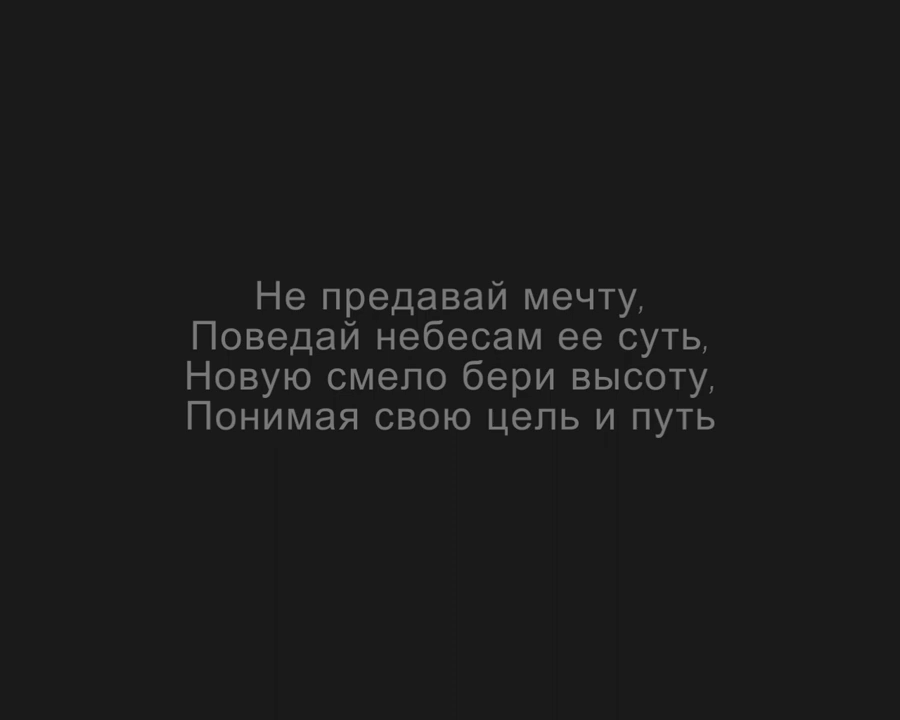 Не предавай мечту,
Поведай небесам ее суть,
Новую смело бери высоту,
Понимая свою цель и путь